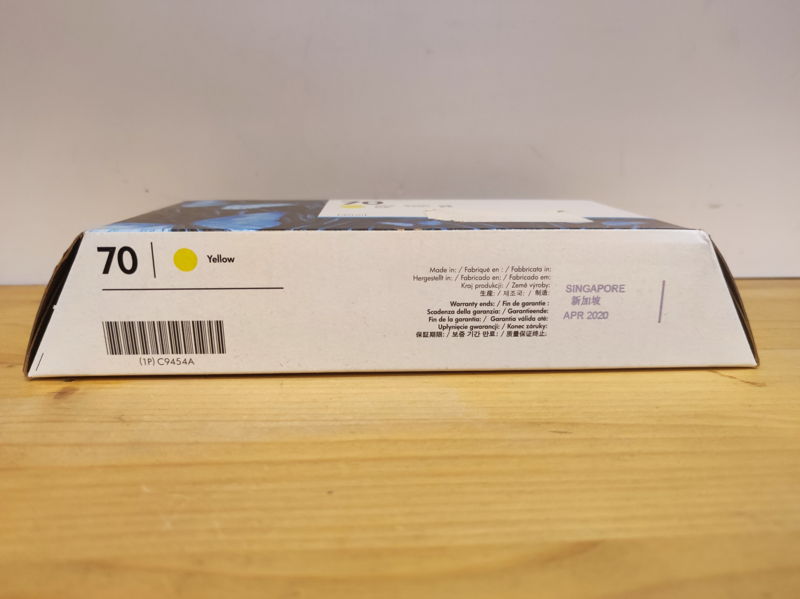 70
70
Yellow
(1P) C9454A
Made in: / Fabriqué en : / Fabbricato in:
Hergestellt in: / Fabricado en: / Fabricado em:
Kraj produkcji: / Země výroby:
生産: / 제조국: / 制造:
Warranty ends: / Fin de garantie :
Scadenza della garanzia: / Garantieende:
Fin de la garantía: / Garantia válida até:
Upłynięcie gwarancji: / Konec záruky:
保証期限: / 보증 기간 만료: / 质量保证终止:
SINGAPORE
新加坡
APR 2020